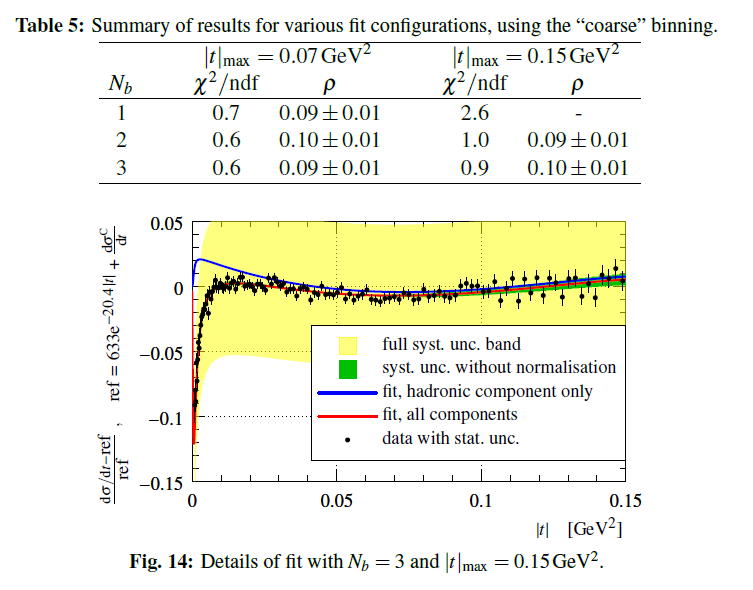 Table 5: Summary of results for various fit configurations, using the “coarse” binning.
|t|max = 0.07 GeV² |t|max = 0.15 GeV²
Nb χ²/ndf ρ χ²/ndf ρ
1 0.7 0.09 ± 0.01 2.6 -
2 0.6 0.10 ± 0.01 1.0 0.09 ± 0.01
3 0.6 0.09 ± 0.01 0.9 0.10 ± 0.01
dσ/dt−ref / ref , ref = 633e^−20.4|t| + dσ^C/dt
0.05
0
−0.05
−0.1
−0.15
full syst. unc. band
syst. unc. without normalisation
fit, hadronic component only
fit, all components
data with stat. unc.
0 0.05 0.1 0.15
|t| [GeV²]
Fig. 14: Details of fit with Nb = 3 and |t|max = 0.15 GeV².